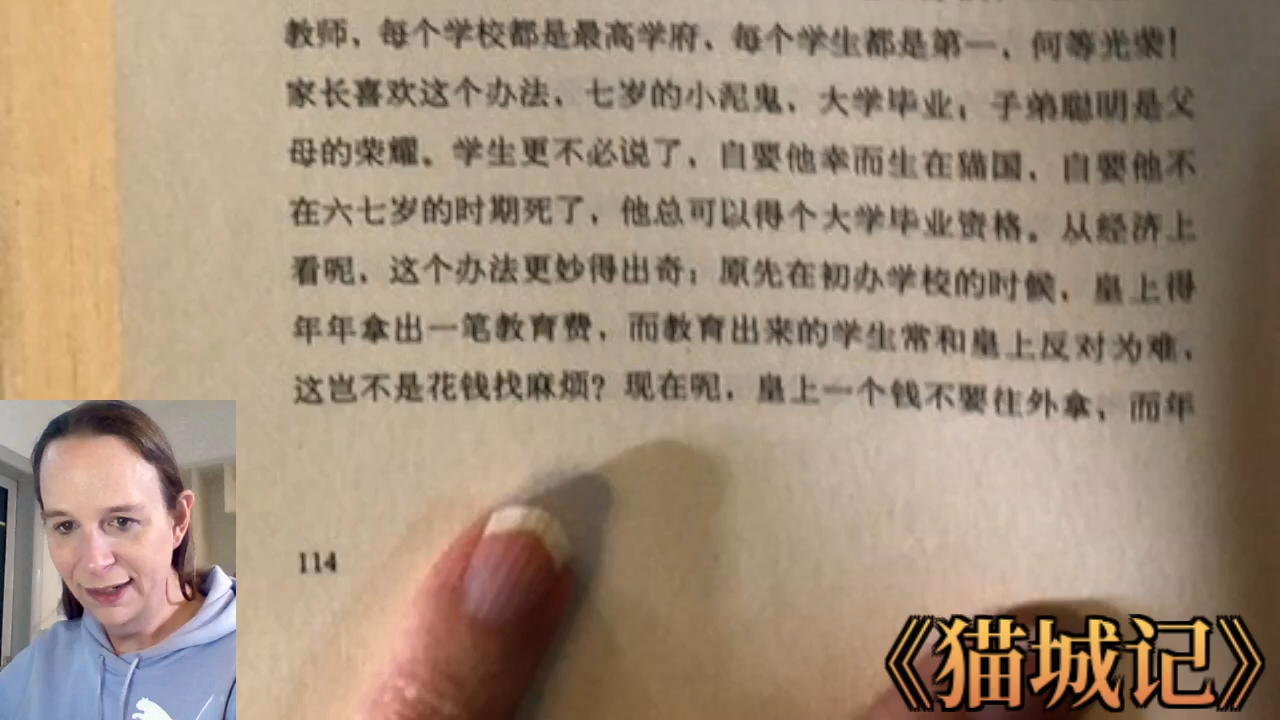 教师，每个学校都是最高学府，每个学生都是第一，何等光荣！
家长喜欢这个办法，七岁的小泥鬼，大学毕业，子弟聪明是父
母的荣耀。学生更不必说了，自要他幸而生在猫国，自要他不
在六七岁的时期死了，他总可以得个大学毕业资格。从经济上
看呢，这个办法更妙得出奇：原先在初办学校的时候，皇上得
年年拿出一笔教育费，而教育出来的学生常和皇上反对为难，
这岂不是花钱找麻烦？现在呢，皇上一个钱不要往外拿，而年
114
《猫城记》